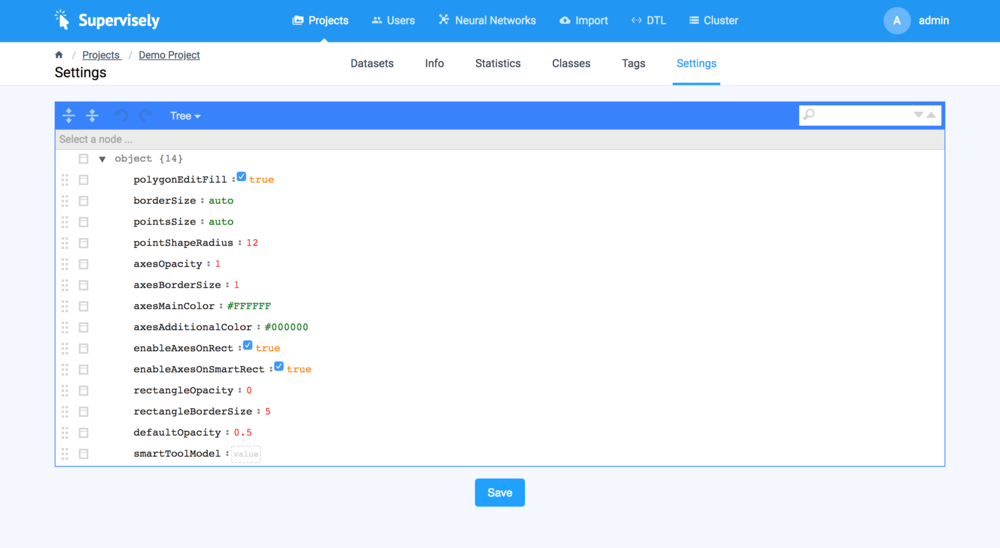 Supervisely Projects Users Neural Networks Import DTL Cluster A admin
/ Projects / Demo Project
Settings
Datasets Info Statistics Classes Tags Settings
Tree
Select a node ...
object {14}
polygonEditFill : true
borderSize : auto
pointsSize : auto
pointShapeRadius : 12
axesOpacity : 1
axesBorderSize : 1
axesMainColor : #FFFFFF
axesAdditionalColor : #000000
enableAxesOnRect : true
enableAxesOnSmartRect : true
rectangleOpacity : 0
rectangleBorderSize : 5
defaultOpacity : 0.5
smartToolModel : value
Save